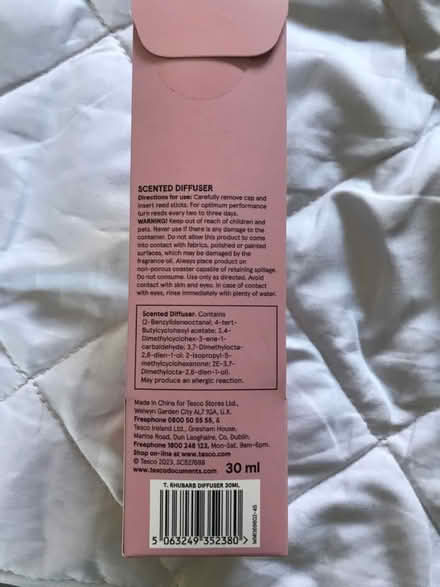 SCENTED DIFFUSER
Directions for use: Carefully remove cap and
insert reed sticks. For optimum performance
turn reeds every two to three days.
WARNING! Keep out of reach of children and
pets. Never use if there is any damage to the
container. Do not allow this product to come
into contact with fabrics, polished or painted
surfaces, which may be damaged by the
fragrance oil. Always place product on
non-porous coaster capable of retaining spillage.
Do not consume. Use only as directed. Avoid
contact with skin and eyes. In case of contact
with eyes, rinse immediately with plenty of water.
Scented Diffuser. Contains
(2-Benzylideneoctanal; 4-tert-
Butylcyclohexyl acetate; 2,4-
Dimethylcyclohex-3-ene-1-
carbaldehyde; 3,7-Dimethylocta-
2,6-dien-1-ol; 2-isopropyl-5-
methylcyclohexanone; 2E-3,7-
Dimethylocta-2,6-dien-1-ol).
May produce an allergic reaction.
Made in China for Tesco Stores Ltd.,
Welwyn Garden City AL7 1GA, U.K.
Freephone 0800 50 55 55, &
Tesco Ireland Ltd., Gresham House,
Marine Road, Dun Laoghaire, Co. Dublin.
Freephone 1800 248 123, Mon-Sat, 9am-6pm.
Shop on-line at www.tesco.com
© Tesco 2023, SC827698
www.tescodocuments.com 30 ml
T. RHUBARB DIFFUSER 30ML
5 063249 352380 >